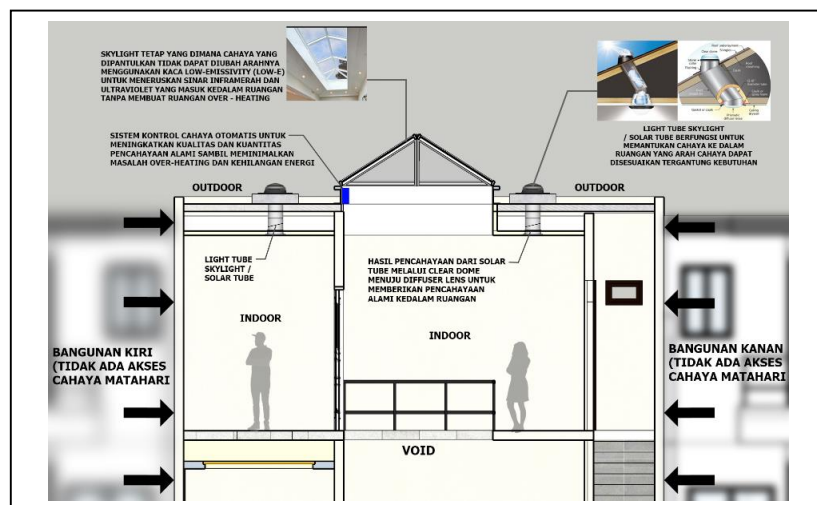 SKYLIGHT TETAP YANG DIMANA CAHAYA YANG
DIPANTULKAN TIDAK DAPAT DIUBAH ARAHNYA
MENGGUNAKAN KACA LOW-EMISSIVITY (LOW-E)
UNTUK MENERUSKAN SINAR INFRAMERAH DAN
ULTRAVIOLET YANG MASUK KEDALAM RUANGAN
TANPA MEMBUAT RUANGAN OVER - HEATING
LIGHT TUBE SKYLIGHT
/ SOLAR TUBE BERFUNGSI UNTUK
MEMANTUKAN CAHAYA KE DALAM
RUANGAN YANG ARAH CAHAYA DAPAT
DISESUAIKAN TERGANTUNG KEBUTUHAN
SISTEM KONTROL CAHAYA OTOMATIS UNTUK
MENINGKATKAN KUALITAS DAN KUANTITAS
PENCAHAYAAN ALAMI SAMBIL MEMINIMALKAN
MASALAH OVER-HEATING DAN KEHILANGAN ENERGI
OUTDOOR
OUTDOOR
LIGHT TUBE
SKYLIGHT /
SOLAR TUBE
HASIL PENCAHAYAAN DARI SOLAR
TUBE MELALUI CLEAR DOME
MENUJU DIFFUSER LENS UNTUK
MEMBERIKAN PENCAHAYAAN
ALAMI KEDALAM RUANGAN
INDOOR
INDOOR
BANGUNAN KIRI
(TIDAK ADA AKSES
CAHAYA MATAHARI
BANGUNAN KANAN
(TIDAK ADA AKSES
CAHAYA MATAHARI
VOID